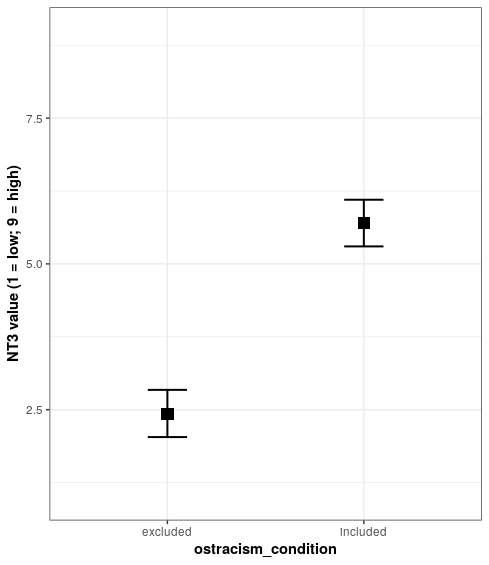 NT3 value (1 = low; 9 = high)
7.5
5.0
2.5
excluded
included
ostracism_condition